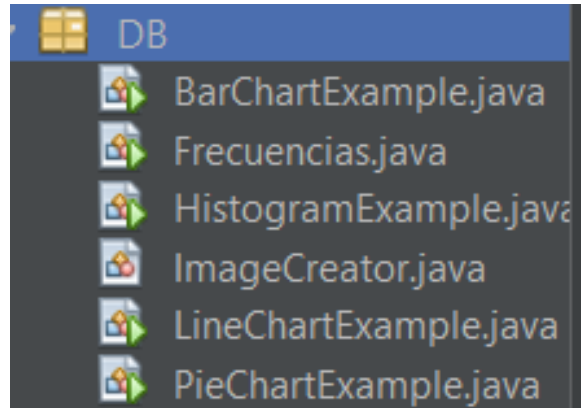 DB
BarChartExample.java
Frecuencias.java
HistogramExample.java
ImageCreator.java
LineChartExample.java
PieChartExample.java